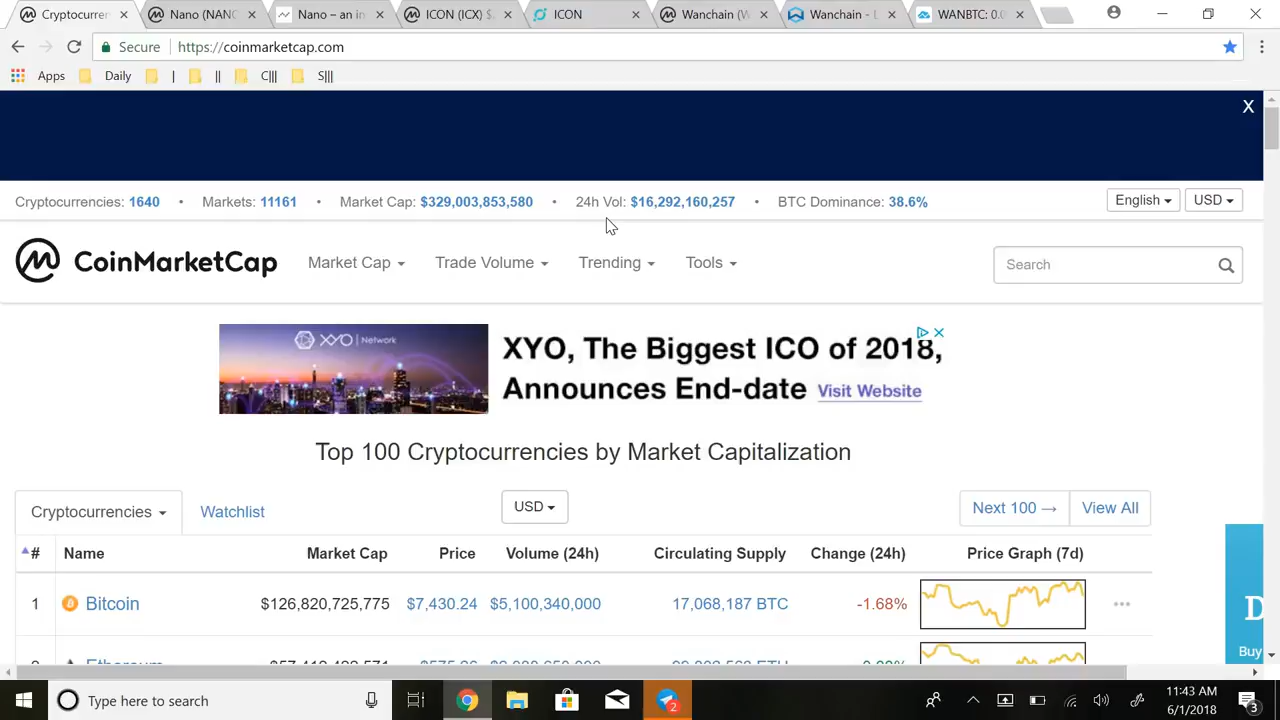 Cryptocurrenc
Nano (NANO
Nano – an in
ICON (ICX) $
ICON
Wanchain (W
Wanchain - L
WANBTC: 0.0
Secure
https://coinmarketcap.com
Apps
Daily
|
||
C|||
S|||
X
Cryptocurrencies: 1640 • Markets: 11161 • Market Cap: $329,003,853,580 • 24h Vol: $16,292,160,257 • BTC Dominance: 38.6%
English
USD
CoinMarketCap
Market Cap
Trade Volume
Trending
Tools
Search
XYO | Network
XYO, The Biggest ICO of 2018,
Announces End-date Visit Website
Top 100 Cryptocurrencies by Market Capitalization
Cryptocurrencies
Watchlist
USD
Next 100 →
View All
# Name Market Cap Price Volume (24h) Circulating Supply Change (24h) Price Graph (7d)
1 Bitcoin $126,820,725,775 $7,430.24 $5,100,340,000 17,068,187 BTC -1.68%
Ethereum
D
Buy
Type here to search
2
11:43 AM
6/1/2018
3